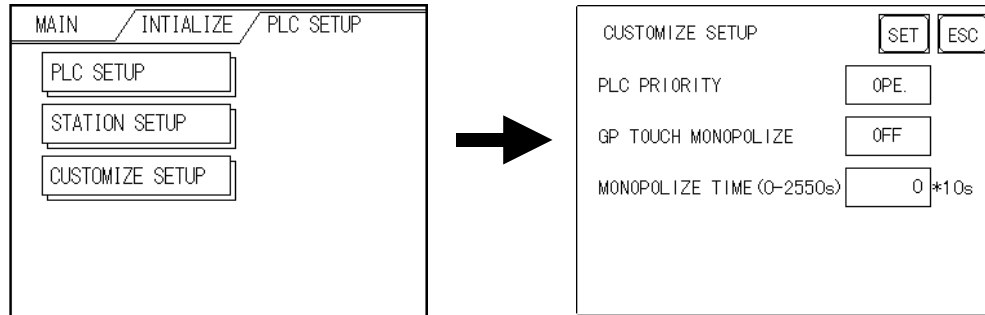 MAIN INTIALIZE PLC SETUP
PLC SETUP
STATION SETUP
CUSTOMIZE SETUP
CUSTOMIZE SETUP SET ESC
PLC PRIORITY OPE.
GP TOUCH MONOPOLIZE OFF
MONOPOLIZE TIME(0-2550s) 0 *10s